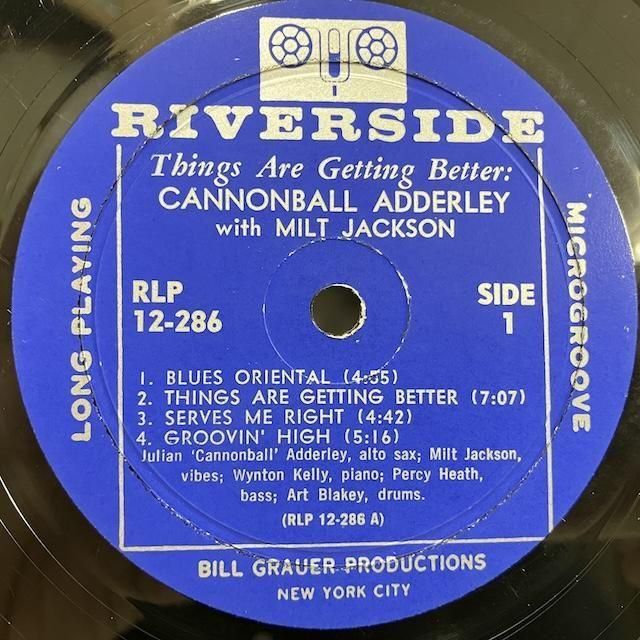 RIVERSIDE
Things Are Getting Better:
CANNONBALL ADDERLEY
with MILT JACKSON
LONG PLAYING
MICROGROOVE
RLP
12-286
SIDE
1
1. BLUES ORIENTAL (4:55)
2. THINGS ARE GETTING BETTER (7:07)
3. SERVES ME RIGHT (4:42)
4. GROOVIN' HIGH (5:16)
Julian 'Cannonball' Adderley, alto sax; Milt Jackson,
vibes; Wynton Kelly, piano; Percy Heath,
bass; Art Blakey, drums.
(RLP 12-286 A)
BILL GRAUER PRODUCTIONS
NEW YORK CITY